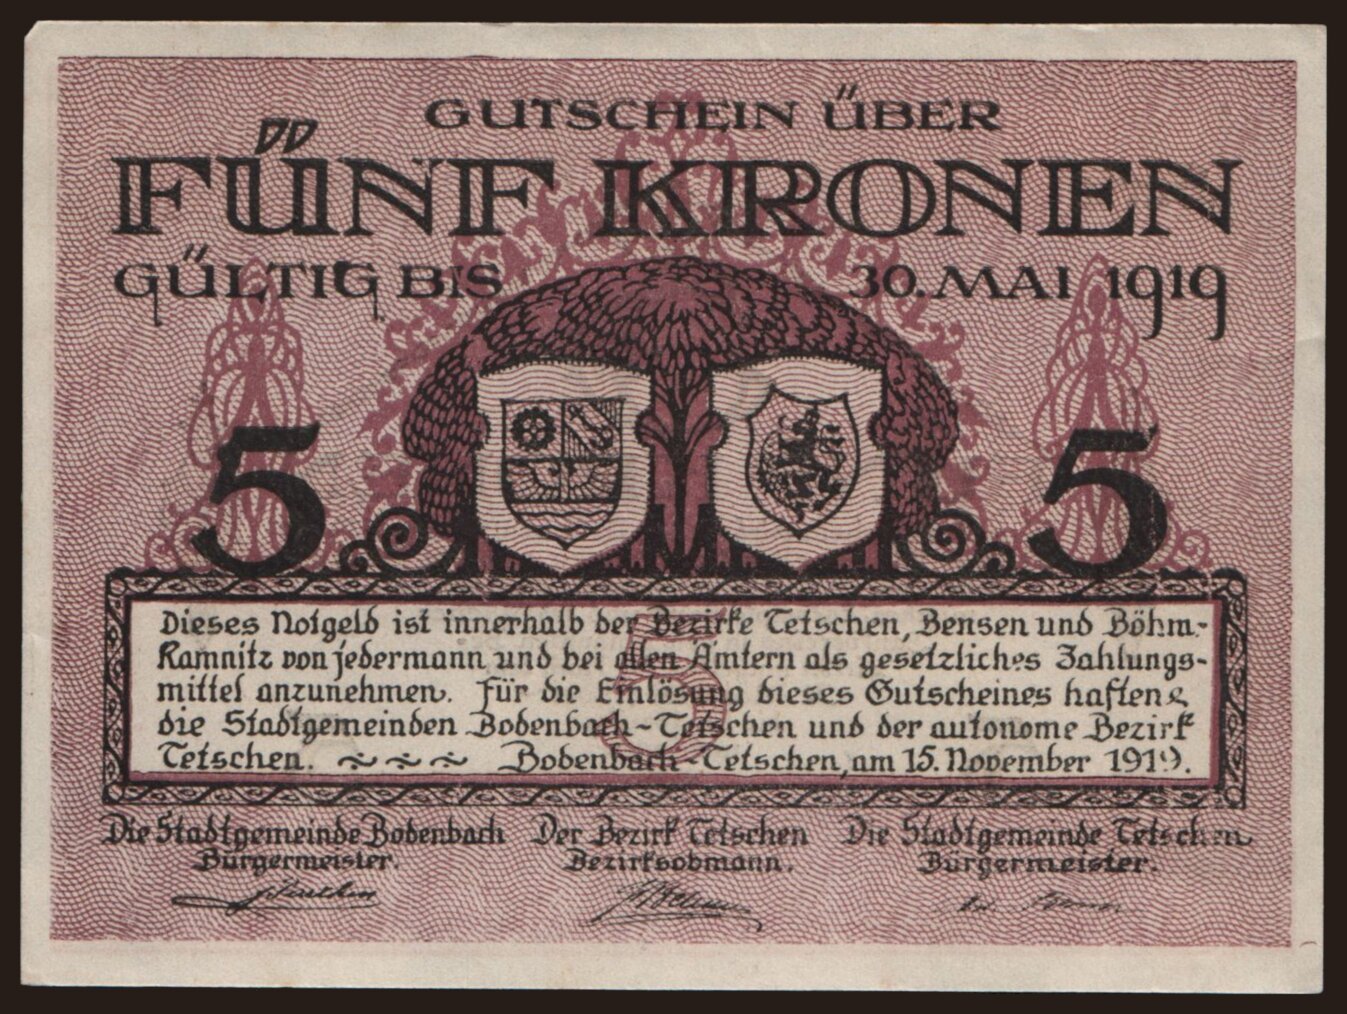 GUTSCHEIN ÜBER
FÜNF KRONEN
GÜLTIG BIS 30. MAI 1919
5 5
Dieses Notgeld ist innerhalb der Bezirke Tetschen, Bensen und Böhm.-
Kamnitz von jedermann und bei allen Ämtern als gesetzliches Zahlungs-
mittel anzunehmen. Für die Einlösung dieses Gutscheines haften
die Stadtgemeinden Bodenbach-Tetschen und der autonome Bezirk
Tetschen. ~ ~ ~ Bodenbach-Tetschen, am 15. November 1919.
5
Die Stadtgemeinde Bodenbach Der Bezirk Tetschen Die Stadtgemeinde Tetschen
Bürgermeister. Bezirksobmann. Bürgermeister.